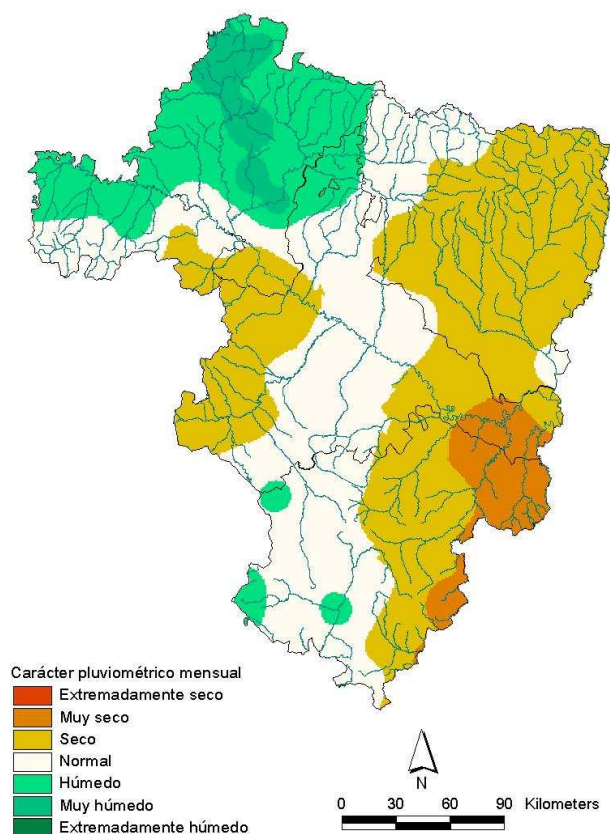 Carácter pluviométrico mensual
Extremadamente seco
Muy seco
Seco
Normal
Húmedo
Muy húmedo
Extremadamente húmedo
N
0 30 60 90 Kilometers